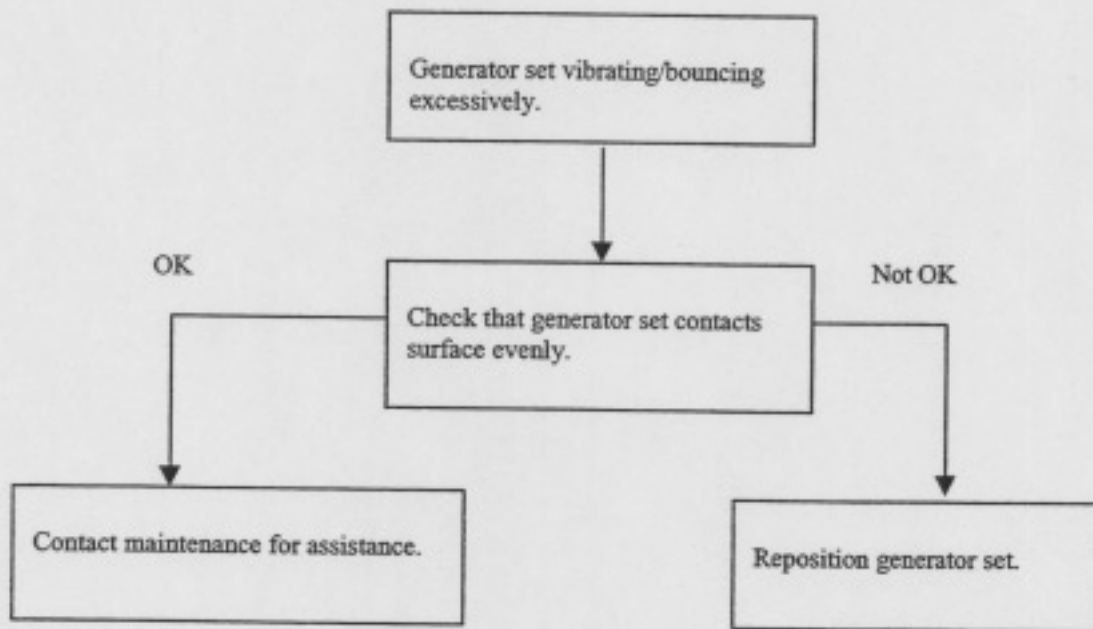 Generator set vibrating/bouncing
excessively.
OK
Not OK
Check that generator set contacts
surface evenly.
Contact maintenance for assistance.
Reposition generator set.